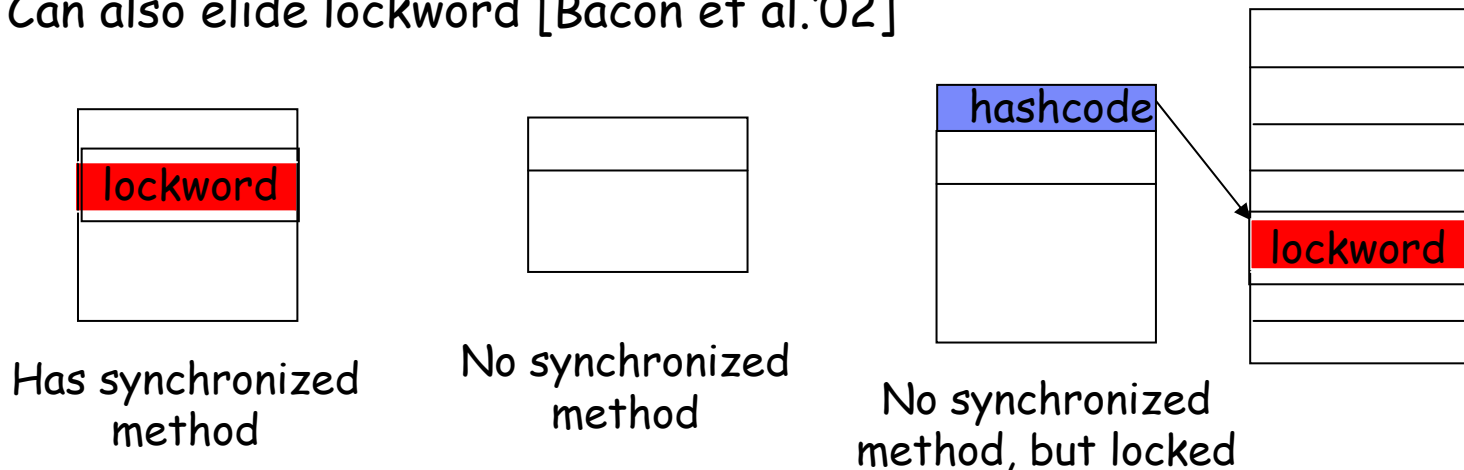 Can also elide lockword [Bacon et al.'02]
hashcode
lockword
lockword
Has synchronized
method
No synchronized
method
No synchronized
method, but locked